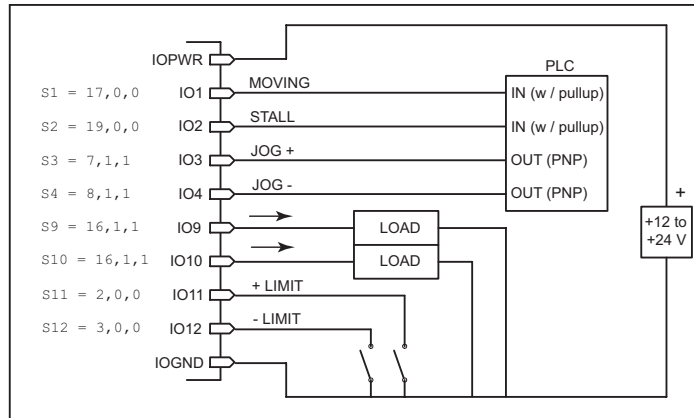 IOPWR
PLC
S1 = 17,0,0 IO1 MOVING IN (w / pullup)
S2 = 19,0,0 IO2 STALL IN (w / pullup)
S3 = 7,1,1 IO3 JOG + OUT (PNP)
S4 = 8,1,1 IO4 JOG - OUT (PNP)
+
S9 = 16,1,1 IO9 LOAD +12 to
+24 V
S10 = 16,1,1 IO10 LOAD
S11 = 2,0,0 IO11 + LIMIT
S12 = 3,0,0 IO12 - LIMIT
IOGND